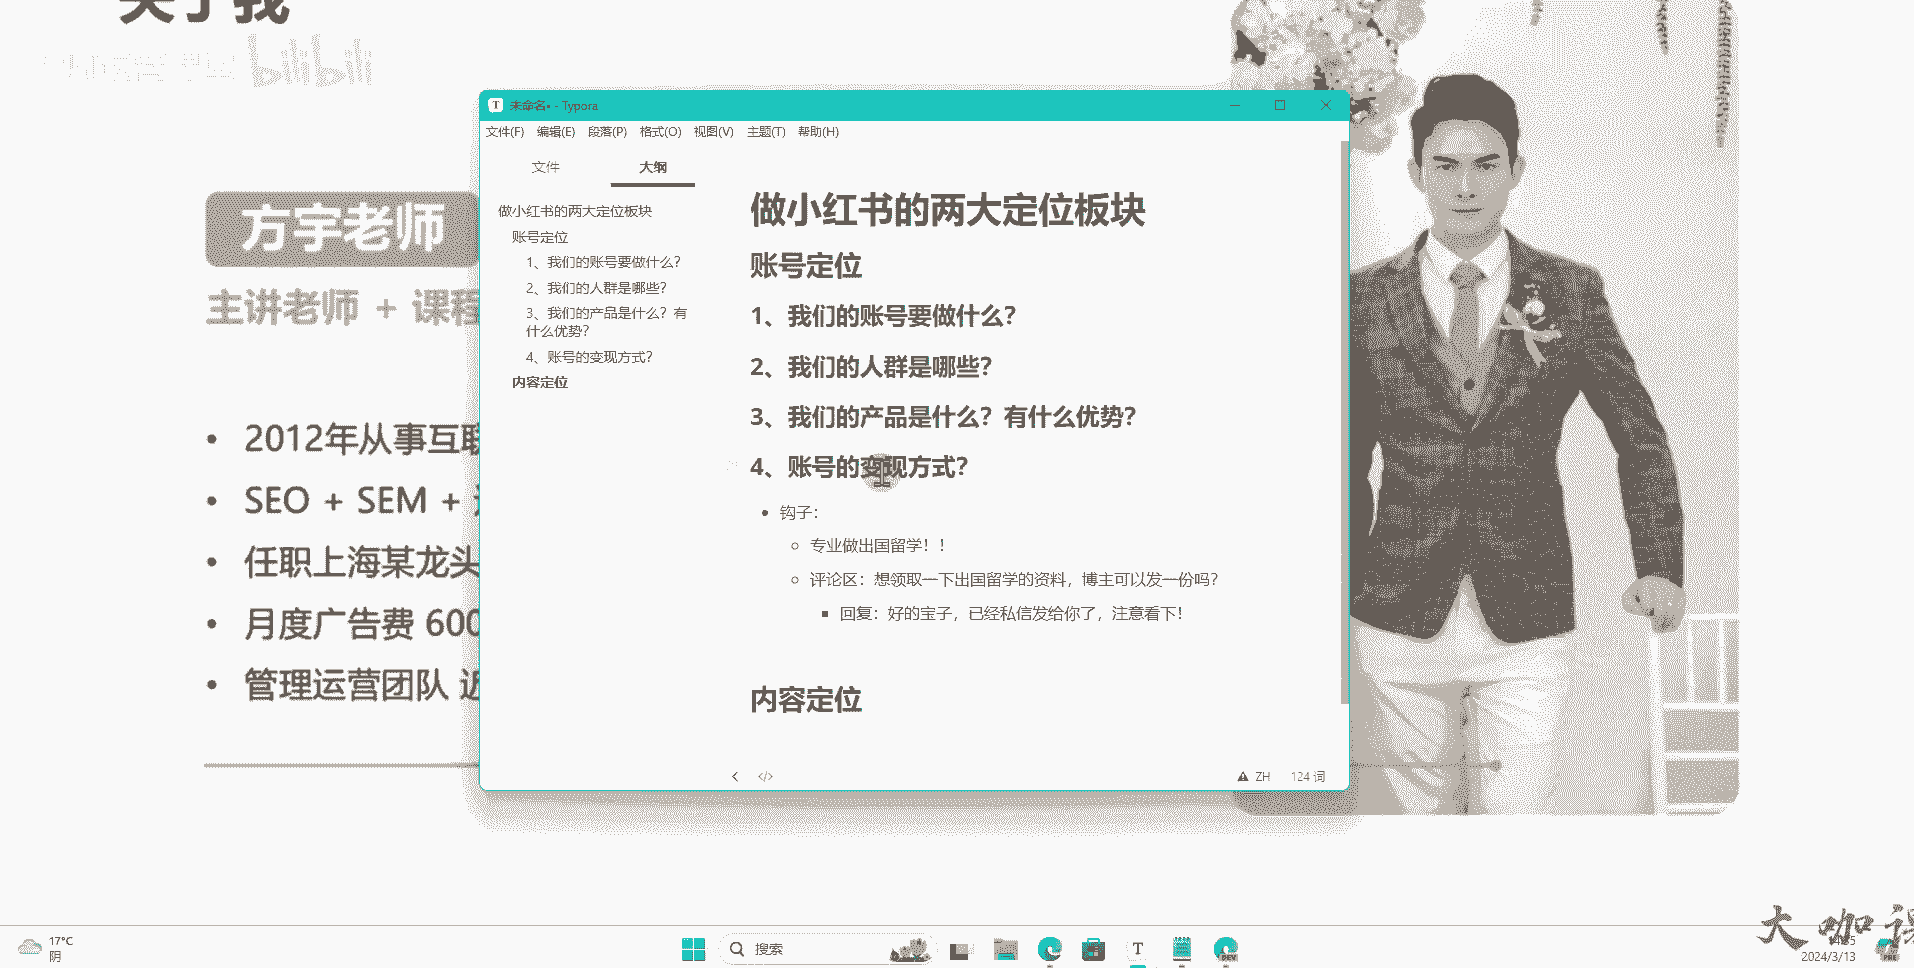 关于我
bilibili
方宇老师
主讲老师 + 课程
2012年从事互联
SEO + SEM +
任职上海某龙头
月度广告费 600
管理运营团队 近
未命名• - Typora
文件(F) 编辑(E) 段落(P) 格式(O) 视图(V) 主题(T) 帮助(H)
文件 大纲
做小红书的两大定位板块
账号定位
1、我们的账号要做什么？
2、我们的人群是哪些？
3、我们的产品是什么？有
什么优势？
4、账号的变现方式？
内容定位
做小红书的两大定位板块
账号定位
1、我们的账号要做什么？
2、我们的人群是哪些？
3、我们的产品是什么？有什么优势？
4、账号的变现方式？
钩子：
专业做出国留学！！
评论区：想领取一下出国留学的资料，博主可以发一份吗？
回复：好的宝子，已经私信发给你了，注意看下！
内容定位
ZH 124 词
17°C
阴
搜索
T
DEV
大咖课
2024/3/13
PRE